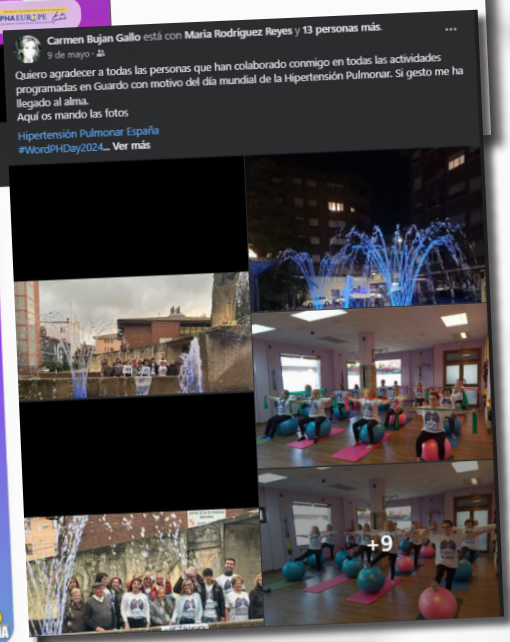 PHA EUROPE
Carmen Bujan Gallo está con Maria Rodríguez Reyes y 13 personas más.
9 de mayo ·
Quiero agradecer a todas las personas que han colaborado conmigo en todas las actividades
programadas en Guardo con motivo del día mundial de la Hipertensión Pulmonar. Si gesto me ha
llegado al alma.
Aquí os mando las fotos
Hipertensión Pulmonar España
#WordPHDay2024... Ver más
+9